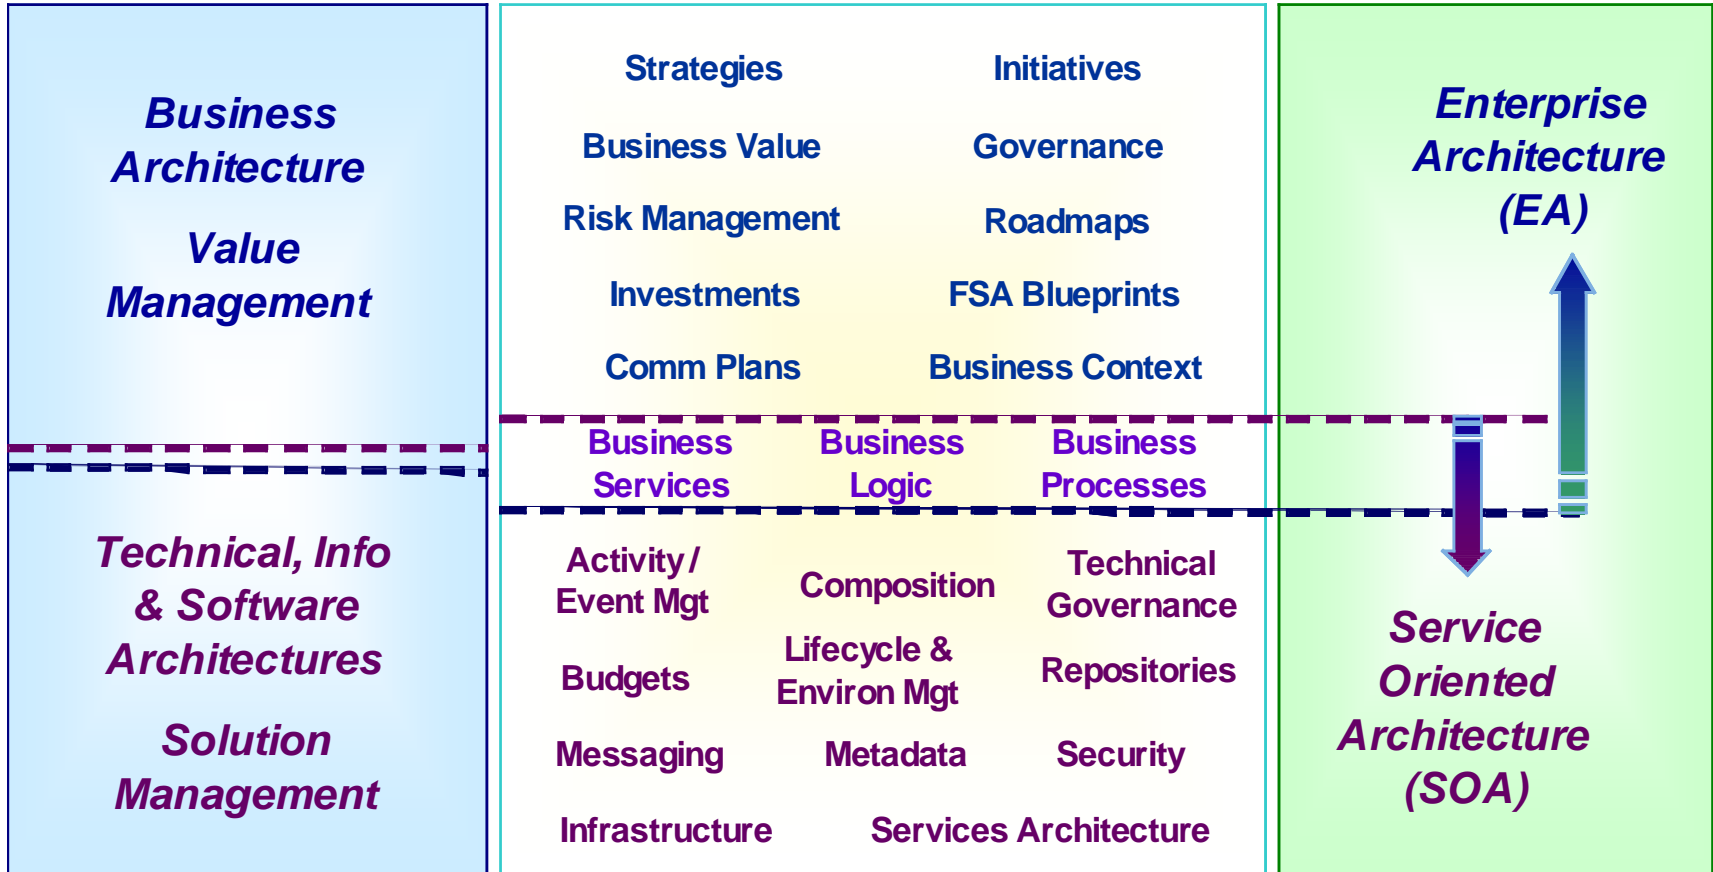 Business
Architecture
Value
Management
Technical, Info
& Software
Architectures
Solution
Management
Strategies
Initiatives
Business Value
Governance
Risk Management
Roadmaps
Investments
FSA Blueprints
Comm Plans
Business Context
Business
Services
Business
Logic
Business
Processes
Activity /
Event Mgt
Composition
Technical
Governance
Budgets
Lifecycle &
Environ Mgt
Repositories
Messaging
Metadata
Security
Infrastructure
Services Architecture
Enterprise
Architecture
(EA)
Service
Oriented
Architecture
(SOA)